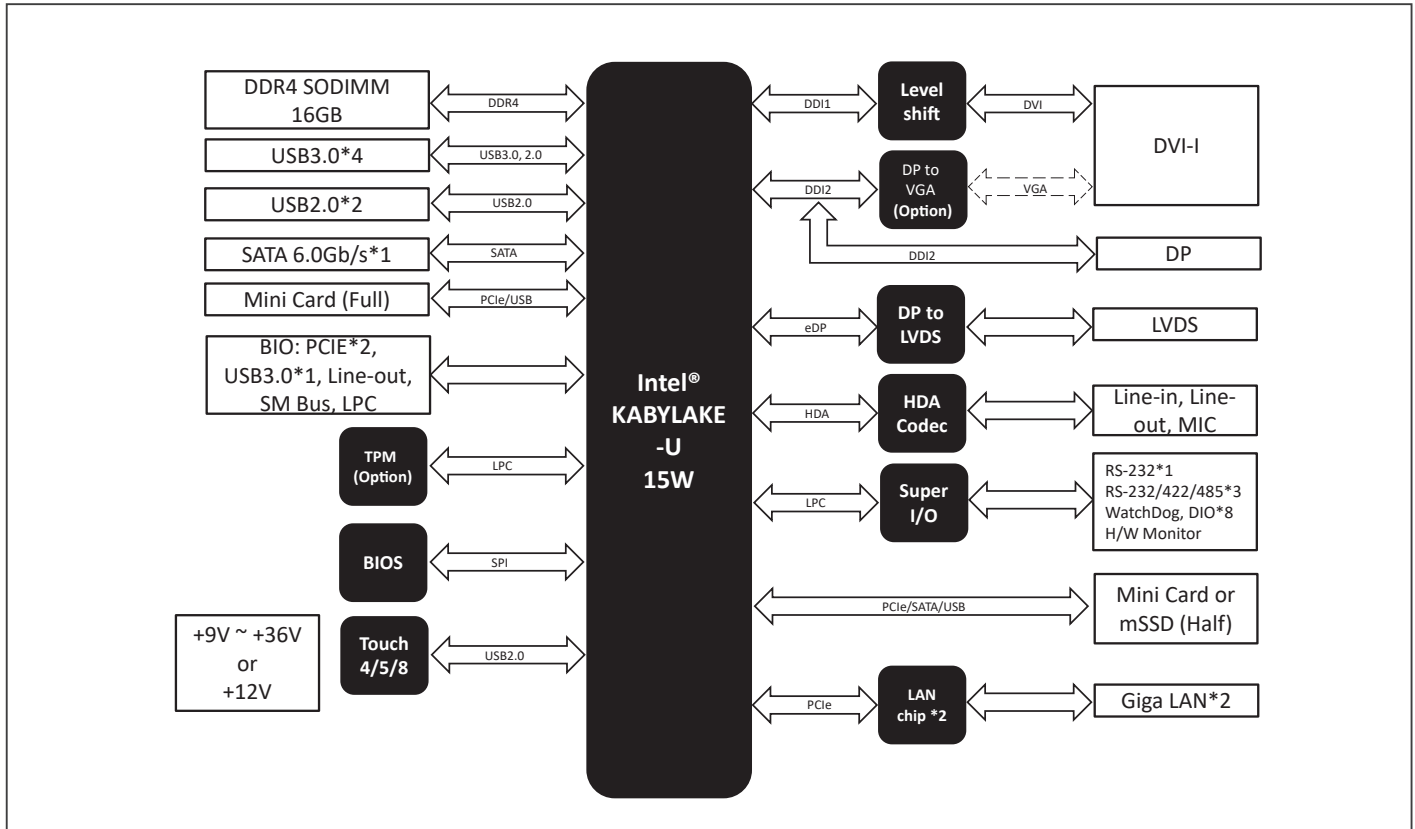 DDR4 SODIMM
16GB
DDR4
USB3.0*4
USB3.0, 2.0
USB2.0*2
USB2.0
SATA 6.0Gb/s*1
SATA
Mini Card (Full)
PCIe/USB
BIO: PCIE*2,
USB3.0*1, Line-out,
SM Bus, LPC
TPM
(Option)
LPC
BIOS
SPI
+9V ~ +36V
or
+12V
Touch
4/5/8
USB2.0
Intel®
KABYLAKE
-U
15W
DDI1
Level
shift
DVI
DVI-I
DDI2
DP to
VGA
(Option)
VGA
DDI2
DP
eDP
DP to
LVDS
LVDS
HDA
HDA
Codec
Line-in, Line-
out, MIC
LPC
Super
I/O
RS-232*1
RS-232/422/485*3
WatchDog, DIO*8
H/W Monitor
PCIe/SATA/USB
Mini Card or
mSSD (Half)
PCIe
LAN
chip *2
Giga LAN*2